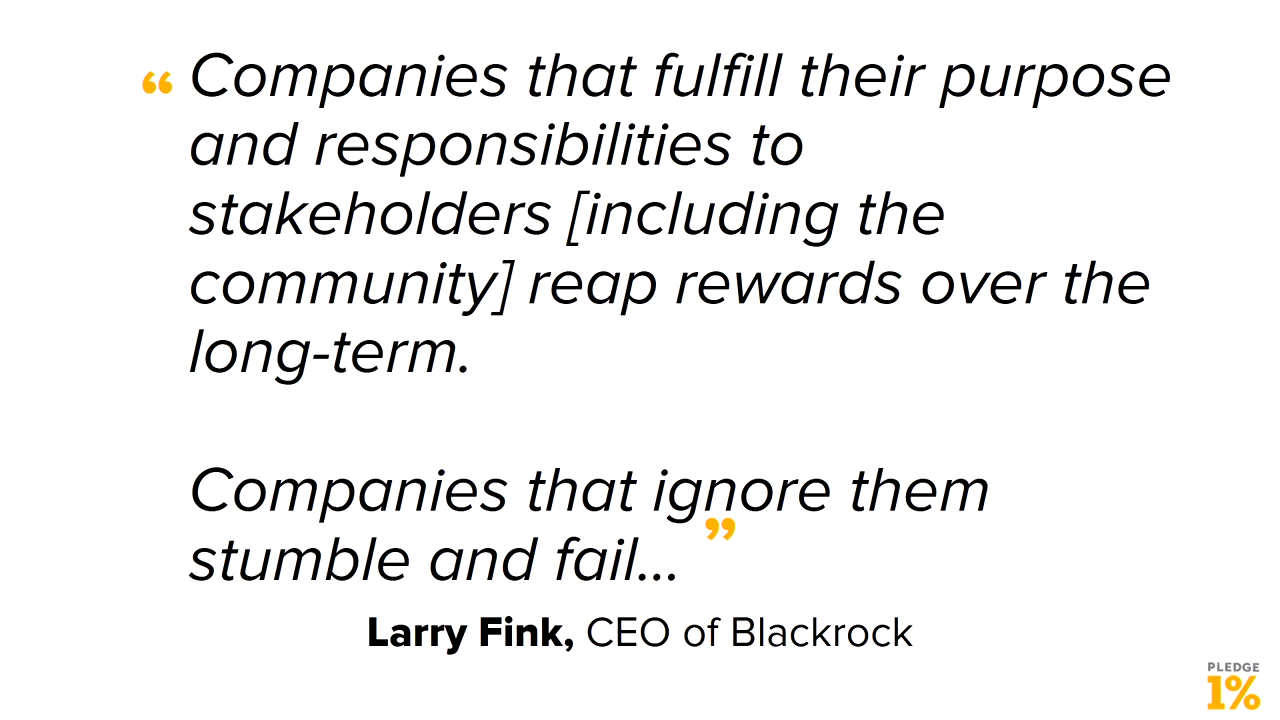 “ Companies that fulfill their purpose
and responsibilities to
stakeholders [including the
community] reap rewards over the
long-term.
Companies that ignore them
stumble and fail... ”
Larry Fink, CEO of Blackrock
PLEDGE
1%